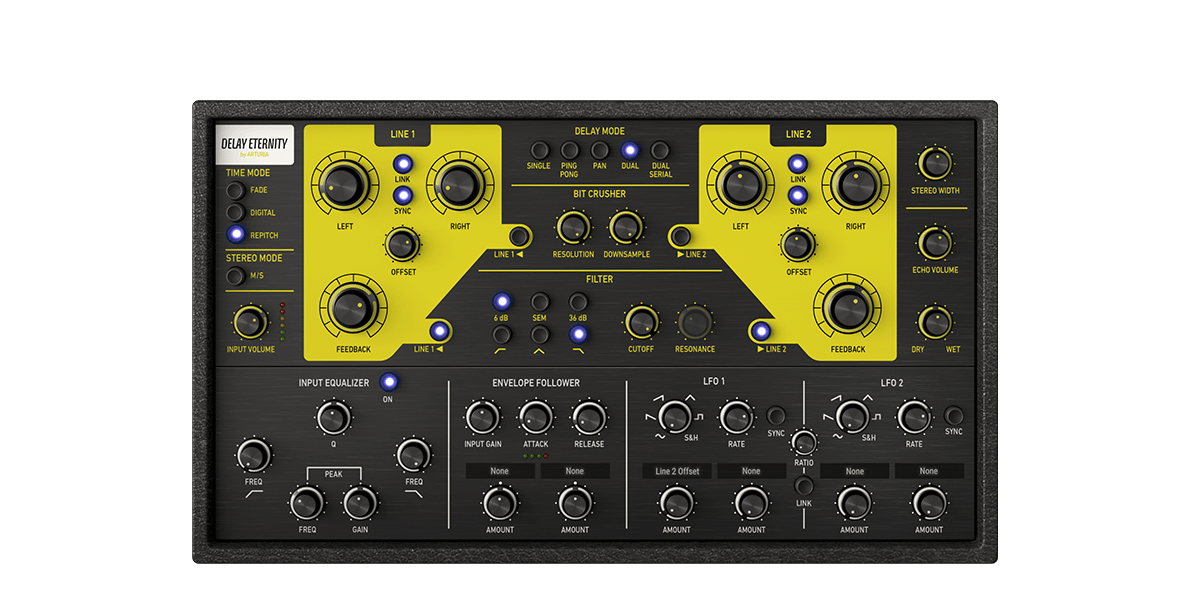 DELAY ETERNITY
by ARTURIA
TIME MODE
FADE
DIGITAL
REPITCH
STEREO MODE
M/S
INPUT VOLUME
LINE 1
LINK
SYNC
LEFT
RIGHT
OFFSET
FEEDBACK
LINE 1 ◀
LINE 1 ◀
DELAY MODE
SINGLE
PING
PONG
PAN
DUAL
DUAL
SERIAL
BIT CRUSHER
RESOLUTION
DOWNSAMPLE
FILTER
6 dB
SEM
36 dB
CUTOFF
RESONANCE
LINE 2
LINK
SYNC
LEFT
RIGHT
OFFSET
FEEDBACK
▶ LINE 2
▶ LINE 2
STEREO WIDTH
ECHO VOLUME
DRY
WET
INPUT EQUALIZER
ON
Q
FREQ
PEAK
FREQ
GAIN
FREQ
ENVELOPE FOLLOWER
INPUT GAIN
ATTACK
RELEASE
None
None
AMOUNT
AMOUNT
LFO 1
S&H
RATE
SYNC
Line 2 Offset
None
AMOUNT
AMOUNT
RATIO
LINK
LFO 2
S&H
RATE
SYNC
None
None
AMOUNT
AMOUNT